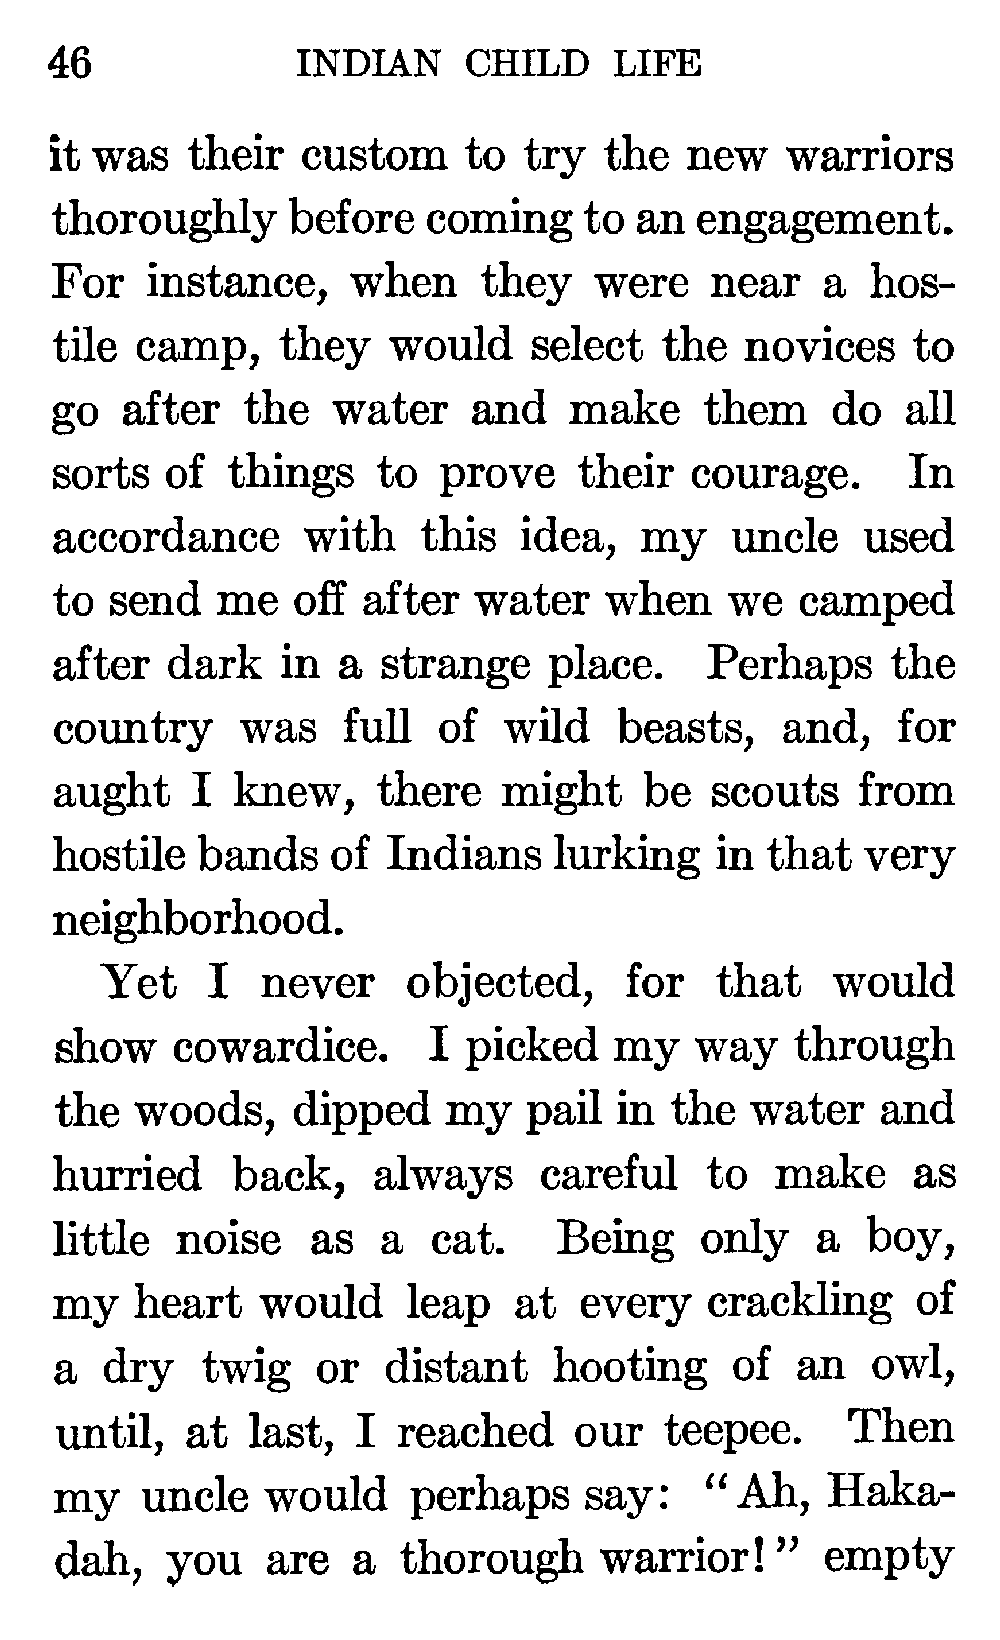 46 INDIAN CHILD LIFE
it was their custom to try the new warriors
thoroughly before coming to an engagement.
For instance, when they were near a hos-
tile camp, they would select the novices to
go after the water and make them do all
sorts of things to prove their courage. In
accordance with this idea, my uncle used
to send me off after water when we camped
after dark in a strange place. Perhaps the
country was full of wild beasts, and, for
aught I knew, there might be scouts from
hostile bands of Indians lurking in that very
neighborhood.
Yet I never objected, for that would
show cowardice. I picked my way through
the woods, dipped my pail in the water and
hurried back, always careful to make as
little noise as a cat. Being only a boy,
my heart would leap at every crackling of
a dry twig or distant hooting of an owl,
until, at last, I reached our teepee. Then
my uncle would perhaps say: “Ah, Haka-
dah, you are a thorough warrior!” empty